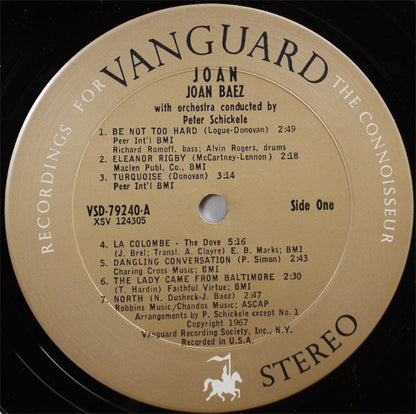 RECORDINGS FOR VANGUARD THE CONNOISSEUR
JOAN
JOAN BAEZ
with orchestra conducted by
Peter Schickele
1. BE NOT TOO HARD (Logue-Donovan) 2:49
Peer Int'l BMI
Richard Romoff, bass; Alvin Rogers, drums
2. ELEANOR RIGBY (McCartney-Lennon) 2:18
Maclen Publ. Co., BMI
3. TURQUOISE (Donovan) 3:14
Peer Int'l BMI
VSD-79240-A Side One
XSV 124305
4. LA COLOMBE - The Dove 5:16
(J. Brel; Transl. A. Clayre) E. B. Marks; BMI
5. DANGLING CONVERSATION (P. Simon) 2:43
Charing Cross Music; BMI
6. THE LADY CAME FROM BALTIMORE 2:30
(T. Hardin) Faithful Virtue; BMI
7. NORTH (N. Dusheck-J. Baez) 2:47
Robbins Music/Chandos Music; ASCAP
Arrangements by P. Schickele except No. 1
Copyright 1967
Vanguard Recording Society, Inc., N.Y.
Recorded in U.S.A.
STEREO